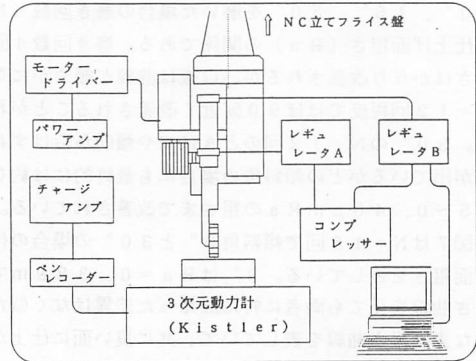 NC立てフライス盤
モーター
ドライバー
パワー
アンプ
チャージ
アンプ
ペン
レコーダー
レギュ
レータA
レギュ
レータB
コンプ
レッサー
3次元動力計
(Kistler)